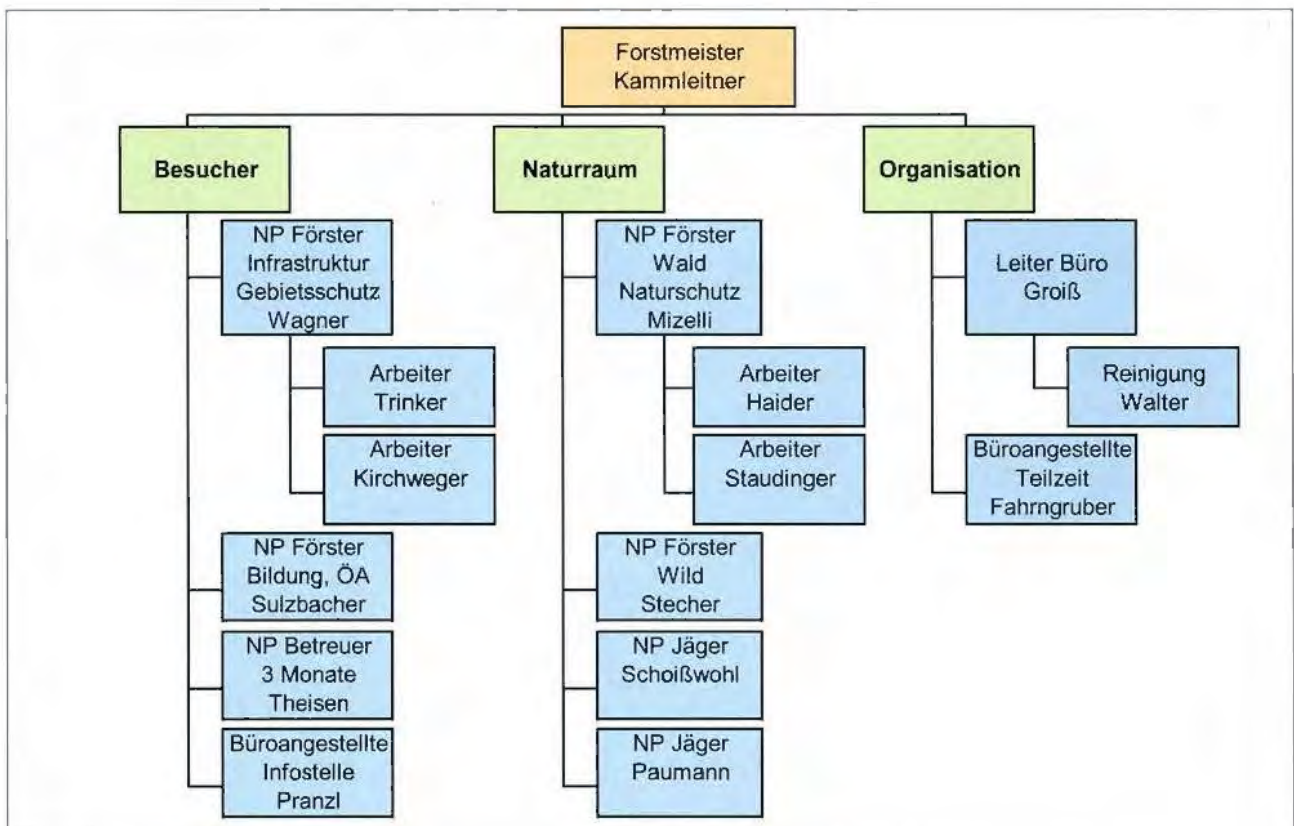 Forstmeister
Kammleitner
Besucher
NP Förster
Infrastruktur
Gebietsschutz
Wagner
Arbeiter
Trinker
Arbeiter
Kirchweger
NP Förster
Bildung, ÖA
Sulzbacher
NP Betreuer
3 Monate
Theisen
Büroangestellte
Infostelle
Pranzl
Naturraum
NP Förster
Wald
Naturschutz
Mizelli
Arbeiter
Haider
Arbeiter
Staudinger
NP Förster
Wild
Stecher
NP Jäger
Schoißwohl
NP Jäger
Paumann
Organisation
Leiter Büro
Groiß
Reinigung
Walter
Büroangestellte
Teilzeit
Fahrngruber